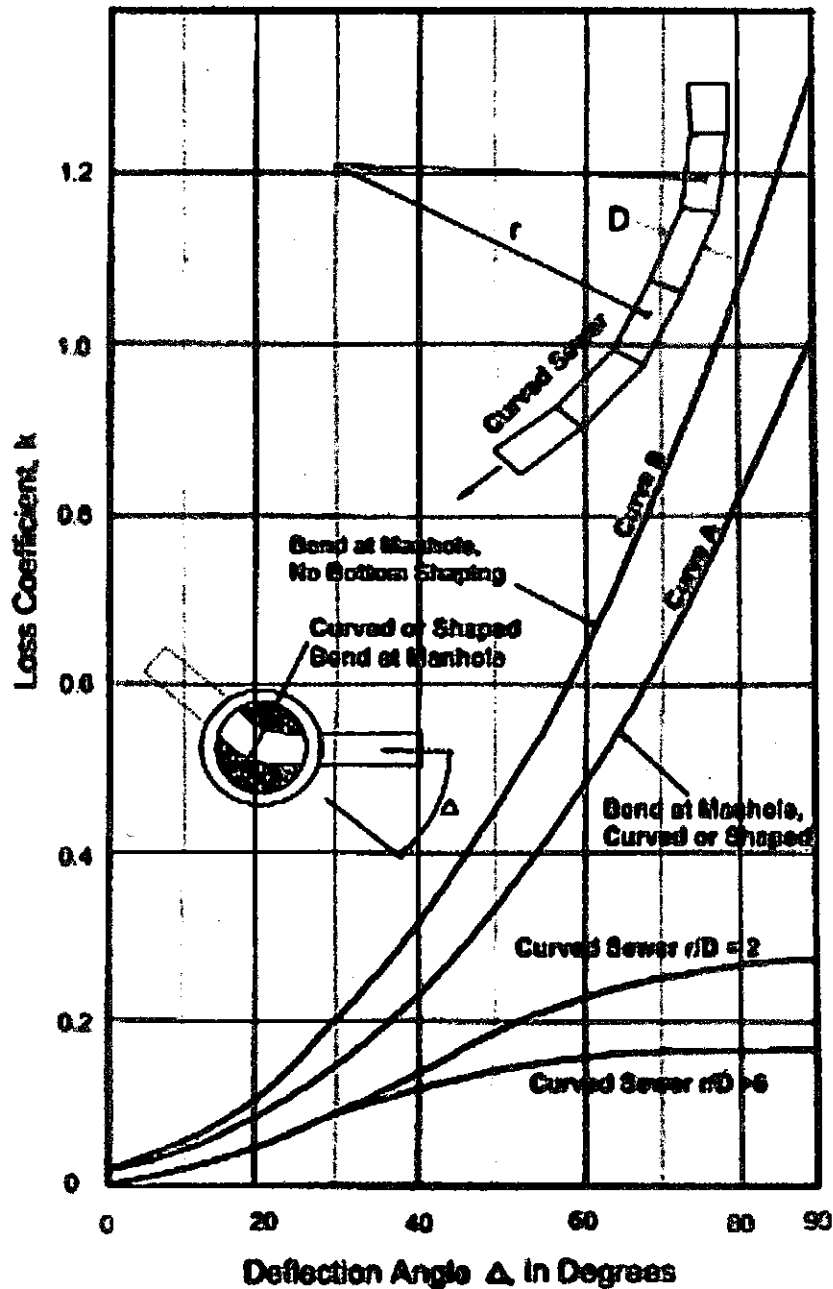 1.2
1.0
0.8
0.6
0.4
0.2
0
Loss Coefficient, k
r
D
Curved Sewer
Curve B
Curve A
Bend at Manhole,
No Bottom Shaping
Curved or Shaped
Bend at Manhole
Δ
Bend at Manhole,
Curved or Shaped
Curved Sewer r/D = 2
Curved Sewer r/D >6
0 20 40 60 80 90
Deflection Angle Δ, in Degrees